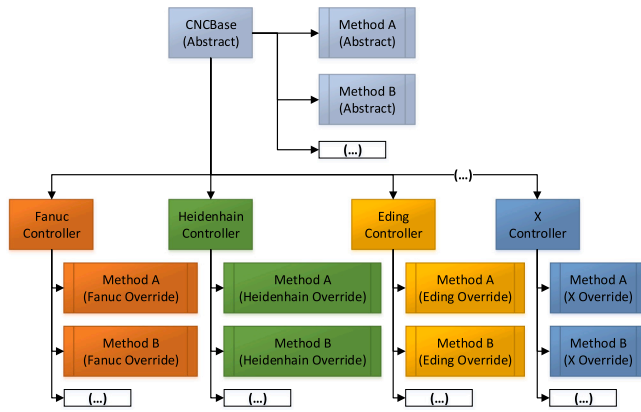 CNCBase
(Abstract)
Method A
(Abstract)
Method B
(Abstract)
(...)
(...)
Fanuc
Controller
Heidenhain
Controller
Eding
Controller
X
Controller
Method A
(Fanuc Override)
Method A
(Heidenhain Override)
Method A
(Eding Override)
Method A
(X Override)
Method B
(Fanuc Override)
Method B
(Heidenhain Override)
Method B
(Eding Override)
Method B
(X Override)
(...)
(...)
(...)
(...)